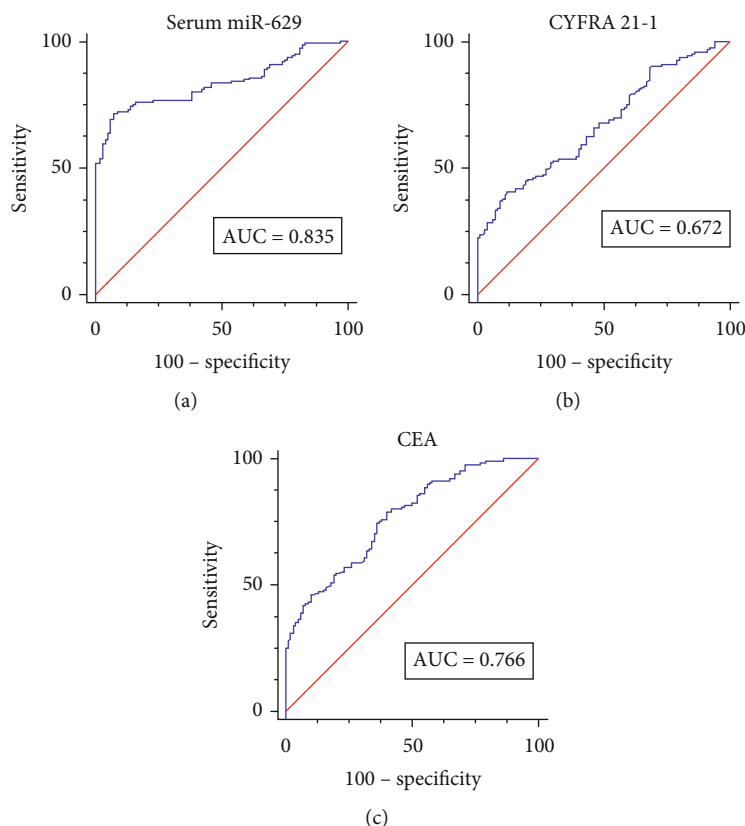 Serum miR-629
100
Sensitivity
50
AUC = 0.835
0
0
50
100
100 – specificity
(a)
CYFRA 21-1
100
Sensitivity
50
AUC = 0.672
0
0
50
100
100 – specificity
(b)
CEA
100
Sensitivity
50
AUC = 0.766
0
0
50
100
100 – specificity
(c)